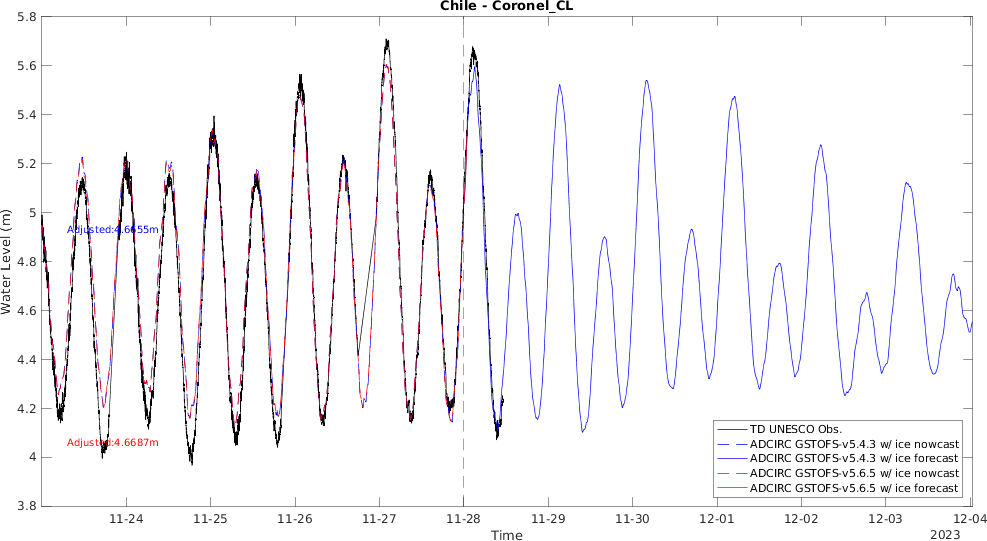 Chile - Coronel_CL
5.8
5.6
5.4
5.2
5
4.8
4.6
4.4
4.2
4
3.8
Water Level (m)
Adjusted:4.6655m
Adjusted:4.6687m
TD UNESCO Obs.
ADCIRC GSTOFS-v5.4.3 w/ ice nowcast
ADCIRC GSTOFS-v5.4.3 w/ ice forecast
ADCIRC GSTOFS-v5.6.5 w/ ice nowcast
ADCIRC GSTOFS-v5.6.5 w/ ice forecast
11-24 11-25 11-26 11-27 11-28 11-29 11-30 12-01 12-02 12-03 12-04
Time
2023